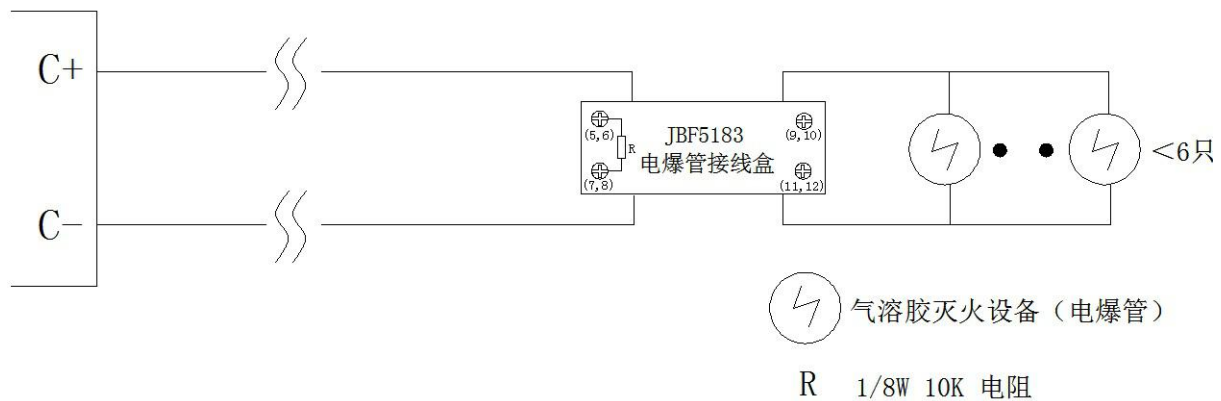 C+
(5,6)
JBF5183
(9,10)
R
电爆管接线盒
<6只
(7,8)
(11,12)
C-
气溶胶灭火设备(电爆管)
R 1/8W 10K 电阻